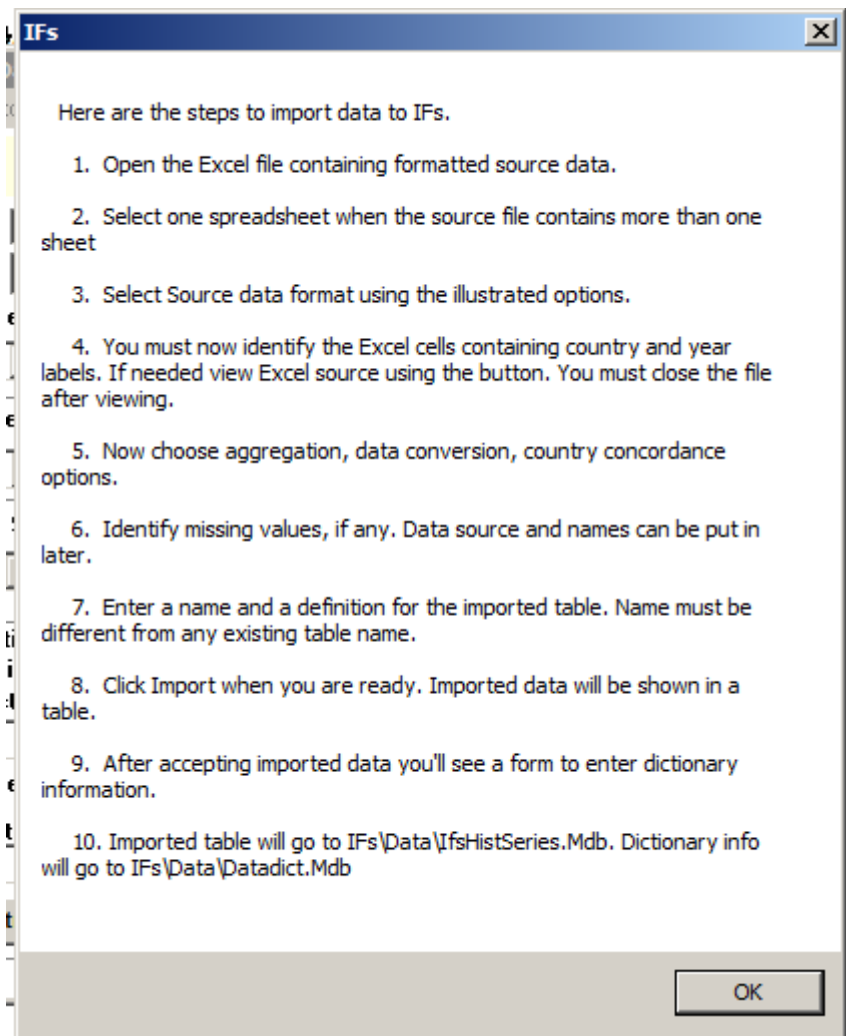 IFs
Here are the steps to import data to IFs.
1. Open the Excel file containing formatted source data.
2. Select one spreadsheet when the source file contains more than one
sheet
3. Select Source data format using the illustrated options.
4. You must now identify the Excel cells containing country and year
labels. If needed view Excel source using the button. You must close the file
after viewing.
5. Now choose aggregation, data conversion, country concordance
options.
6. Identify missing values, if any. Data source and names can be put in
later.
7. Enter a name and a definition for the imported table. Name must be
different from any existing table name.
8. Click Import when you are ready. Imported data will be shown in a
table.
9. After accepting imported data you'll see a form to enter dictionary
information.
10. Imported table will go to IFs\Data\IfsHistSeries.Mdb. Dictionary info
will go to IFs\Data\Datadict.Mdb
OK